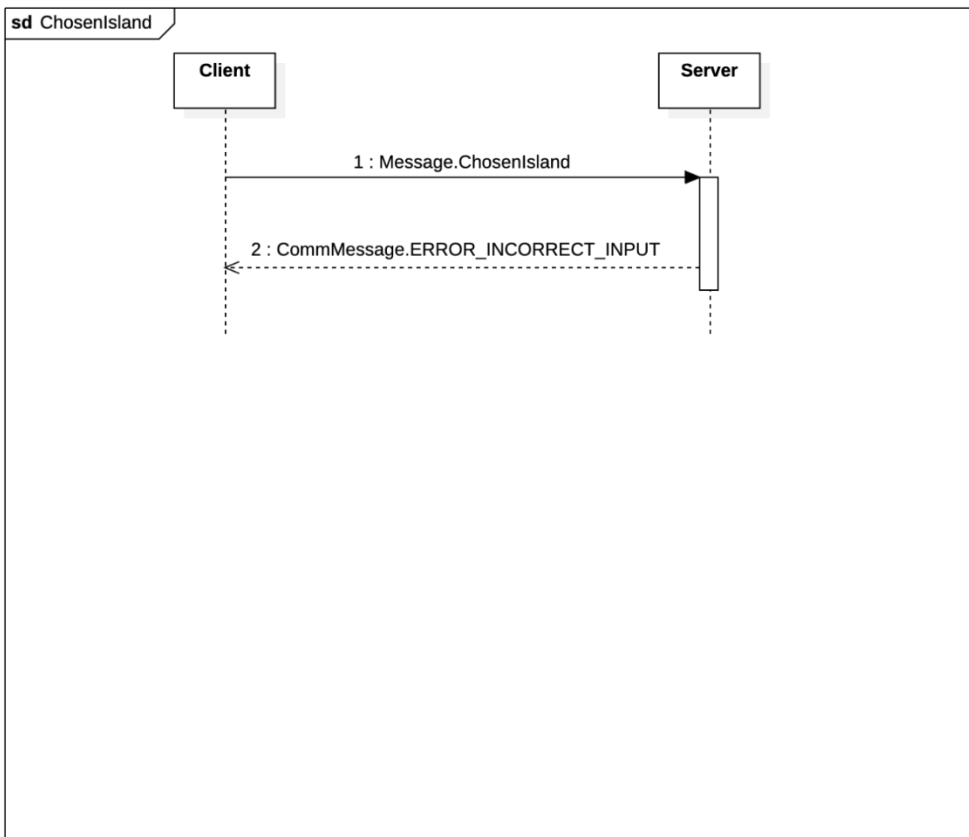 sd ChosenIsland
Client
Server
1 : Message.ChosenIsland
2 : CommMessage.ERROR_INCORRECT_INPUT